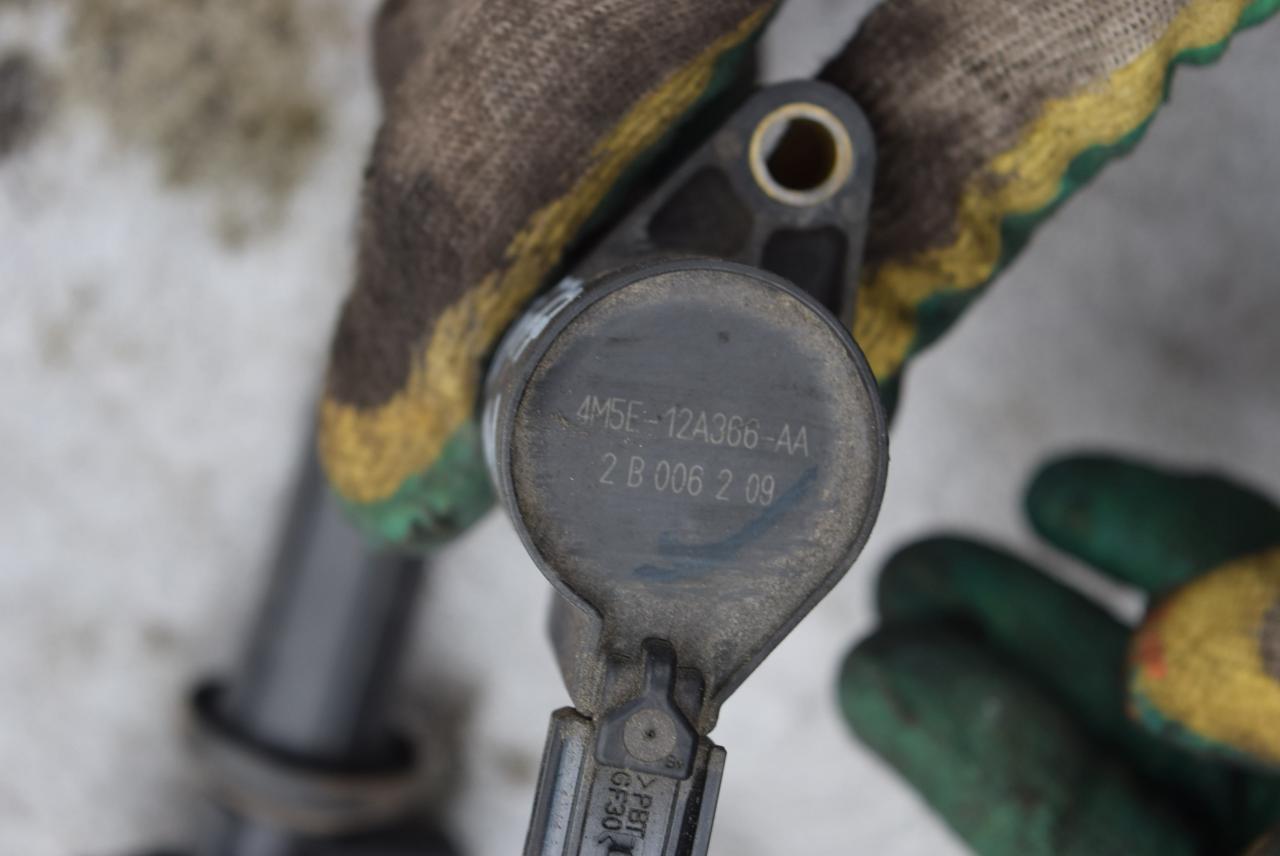 4M5E-12A366-AA
2 B 006 2 09
>PBT
GF30<